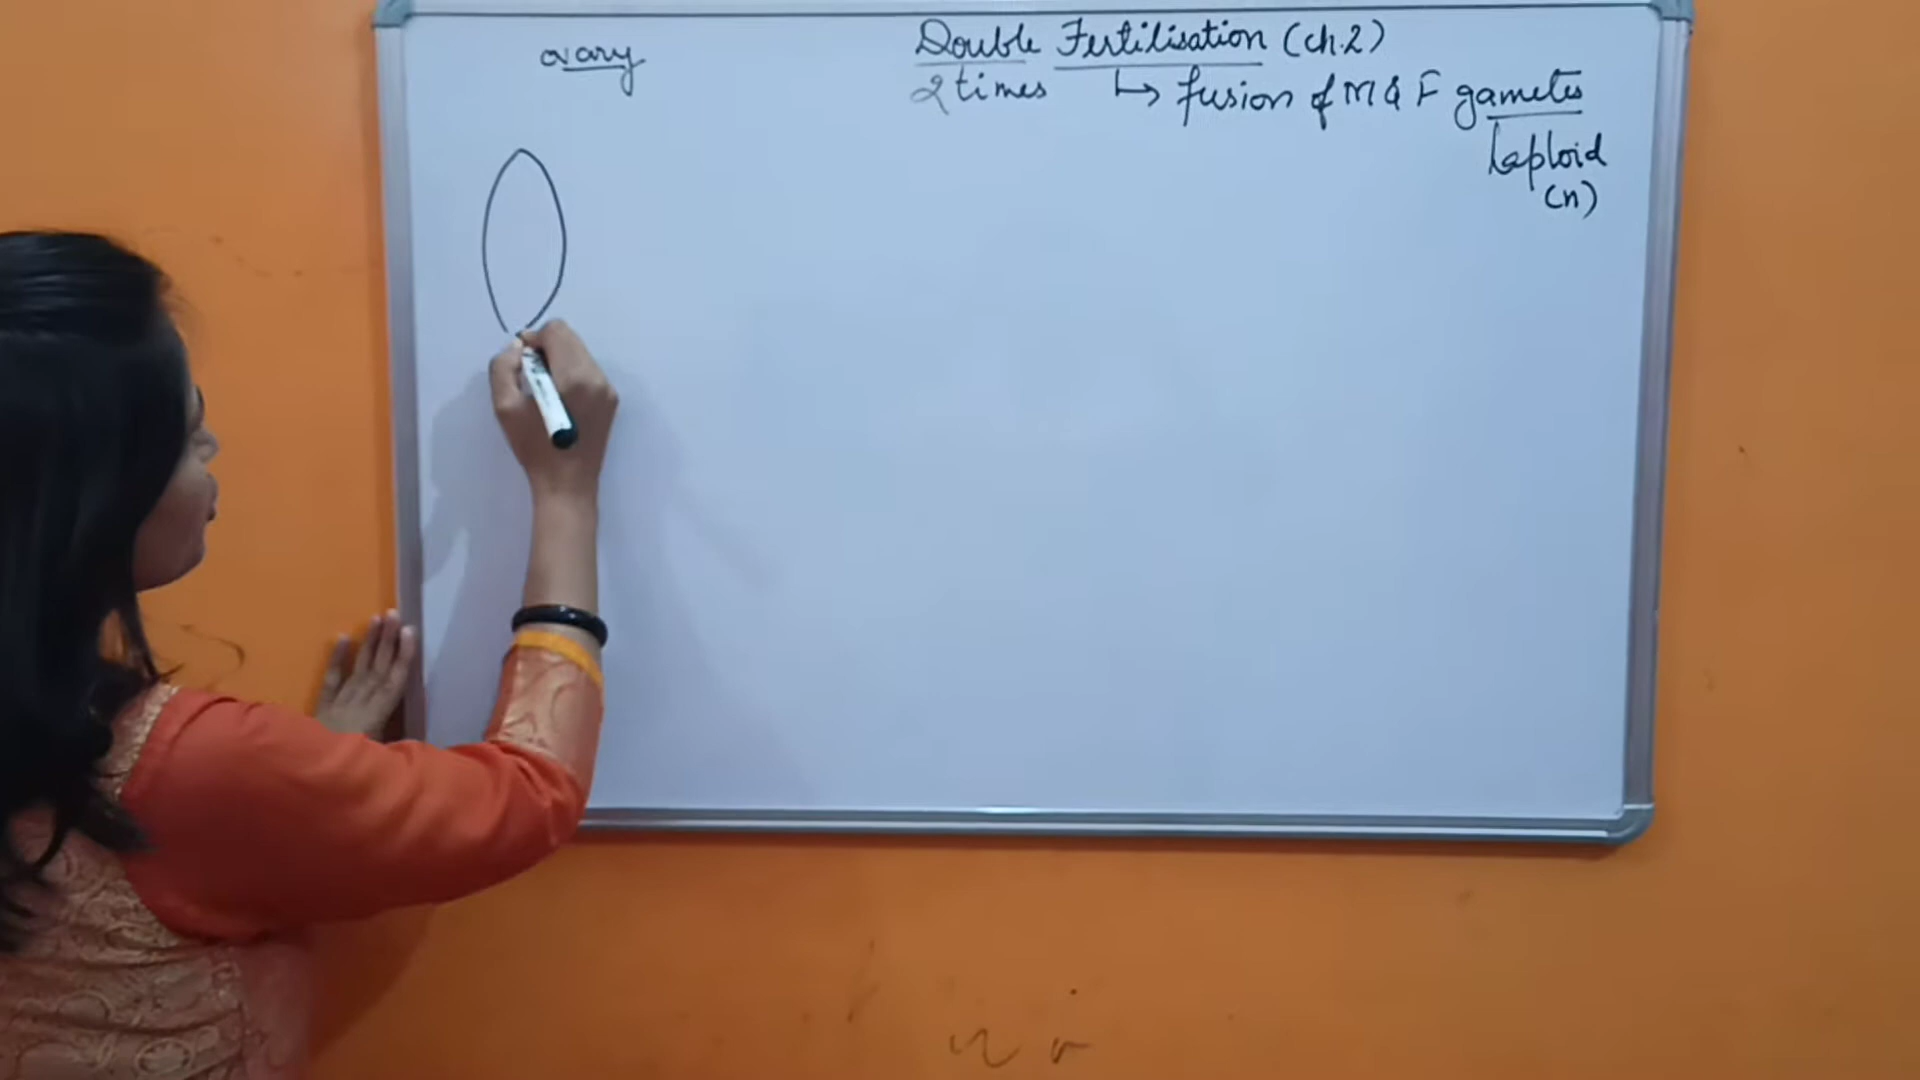 ovary
Double Fertilisation (ch.2)
2 times ↳ fusion of M & F gametes
haploid
(n)